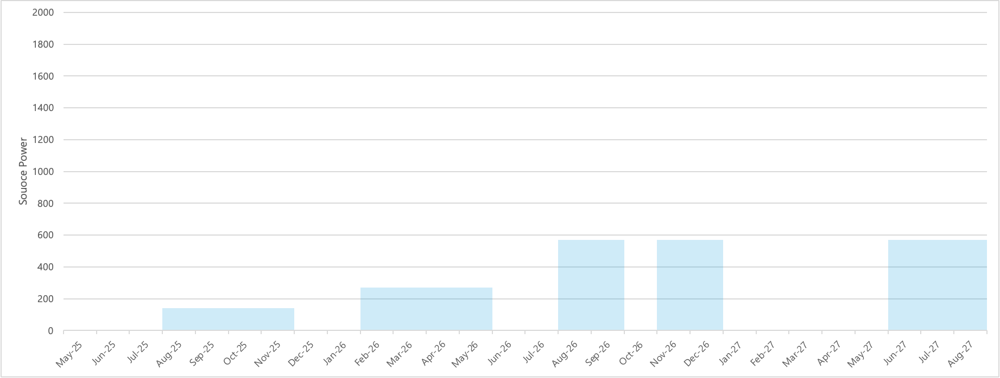 2000
1800
1600
1400
1200
1000
800
600
400
200
0
Souoce Power
May-25
Jun-25
Jul-25
Aug-25
Sep-25
Oct-25
Nov-25
Dec-25
Jan-26
Feb-26
Mar-26
Apr-26
May-26
Jun-26
Jul-26
Aug-26
Sep-26
Oct-26
Nov-26
Dec-26
Jan-27
Feb-27
Mar-27
Apr-27
May-27
Jun-27
Jul-27
Aug-27